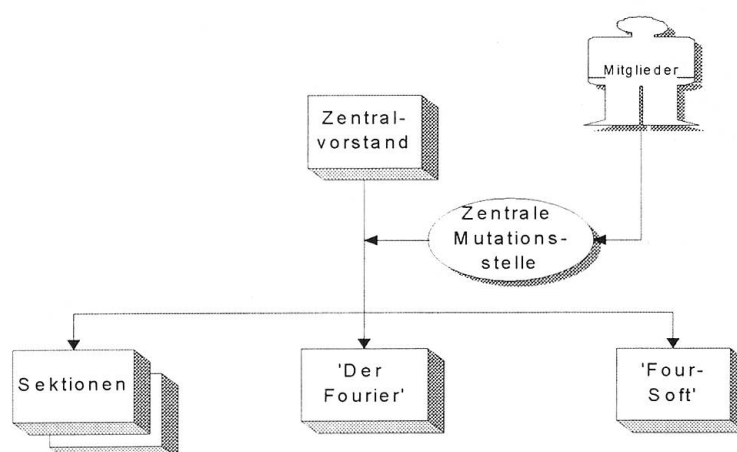 Mitglieder
Zentral-
vorstand
Zentrale
Mutations-
stelle
Sektionen
'Der
Fourier'
'Four-
Soft'